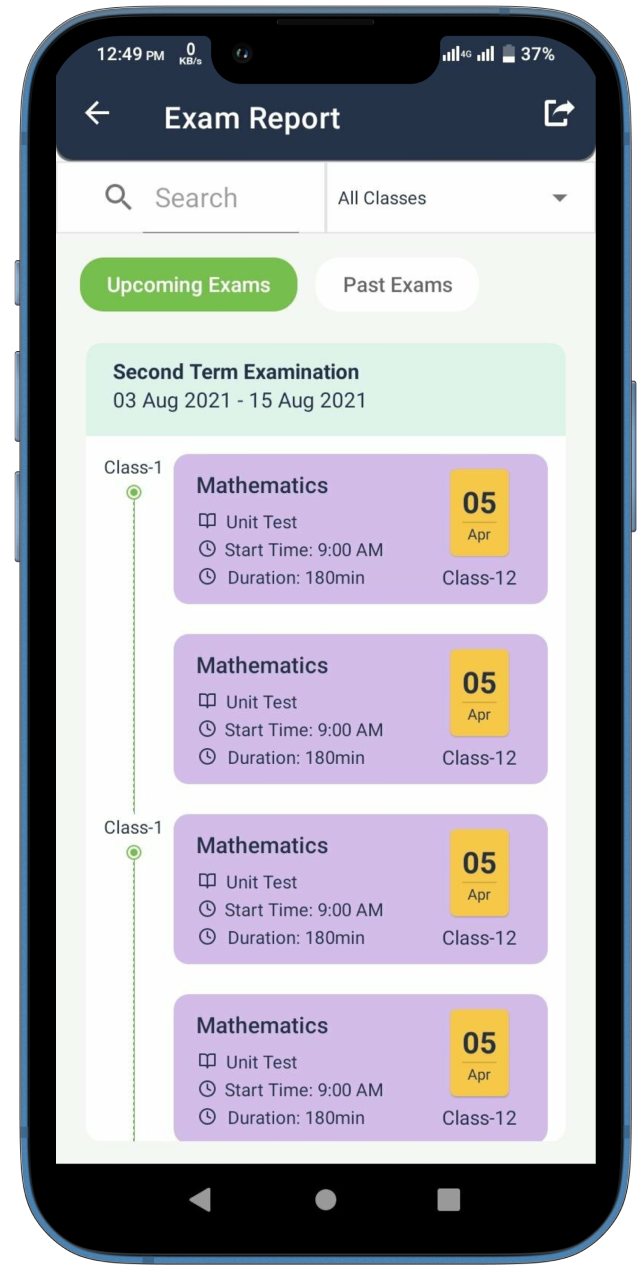 12:49 PM 0 KB/s 4G 37%
Exam Report
Search All Classes
Upcoming Exams Past Exams
Second Term Examination
03 Aug 2021 - 15 Aug 2021
Class-1
Mathematics
Unit Test
Start Time: 9:00 AM
Duration: 180min
05
Apr
Class-12
Mathematics
Unit Test
Start Time: 9:00 AM
Duration: 180min
05
Apr
Class-12
Class-1
Mathematics
Unit Test
Start Time: 9:00 AM
Duration: 180min
05
Apr
Class-12
Mathematics
Unit Test
Start Time: 9:00 AM
Duration: 180min
05
Apr
Class-12